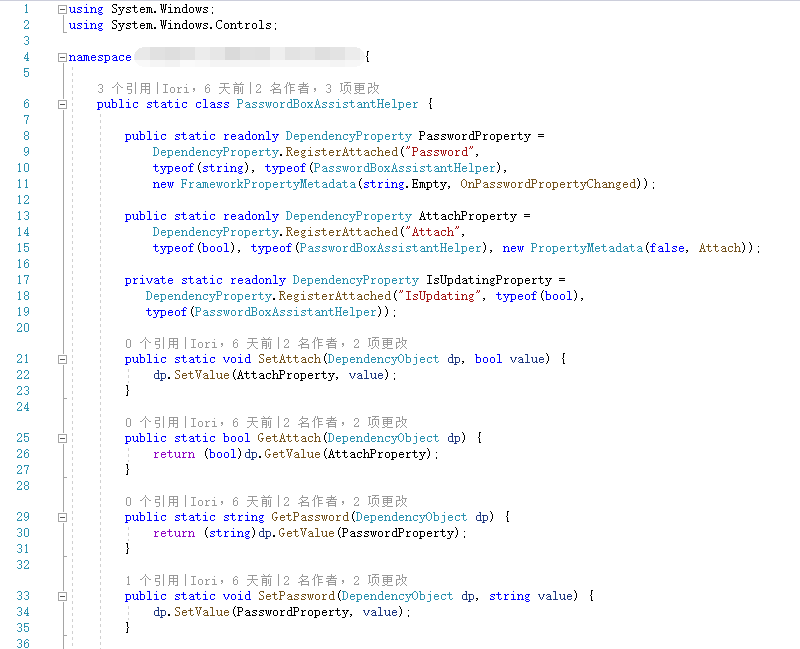 1 using System.Windows;
2 using System.Windows.Controls;
3
4 namespace {
5
3 个引用|Iori，6 天前|2 名作者，3 项更改
6 public static class PasswordBoxAssistantHelper {
7
8 public static readonly DependencyProperty PasswordProperty =
9 DependencyProperty.RegisterAttached("Password",
10 typeof(string), typeof(PasswordBoxAssistantHelper),
11 new FrameworkPropertyMetadata(string.Empty, OnPasswordPropertyChanged));
12
13 public static readonly DependencyProperty AttachProperty =
14 DependencyProperty.RegisterAttached("Attach",
15 typeof(bool), typeof(PasswordBoxAssistantHelper), new PropertyMetadata(false, Attach));
16
17 private static readonly DependencyProperty IsUpdatingProperty =
18 DependencyProperty.RegisterAttached("IsUpdating", typeof(bool),
19 typeof(PasswordBoxAssistantHelper));
20
0 个引用|Iori，6 天前|2 名作者，2 项更改
21 public static void SetAttach(DependencyObject dp, bool value) {
22 dp.SetValue(AttachProperty, value);
23 }
24
0 个引用|Iori，6 天前|2 名作者，2 项更改
25 public static bool GetAttach(DependencyObject dp) {
26 return (bool)dp.GetValue(AttachProperty);
27 }
28
0 个引用|Iori，6 天前|2 名作者，2 项更改
29 public static string GetPassword(DependencyObject dp) {
30 return (string)dp.GetValue(PasswordProperty);
31 }
32
1 个引用|Iori，6 天前|2 名作者，2 项更改
33 public static void SetPassword(DependencyObject dp, string value) {
34 dp.SetValue(PasswordProperty, value);
35 }
36